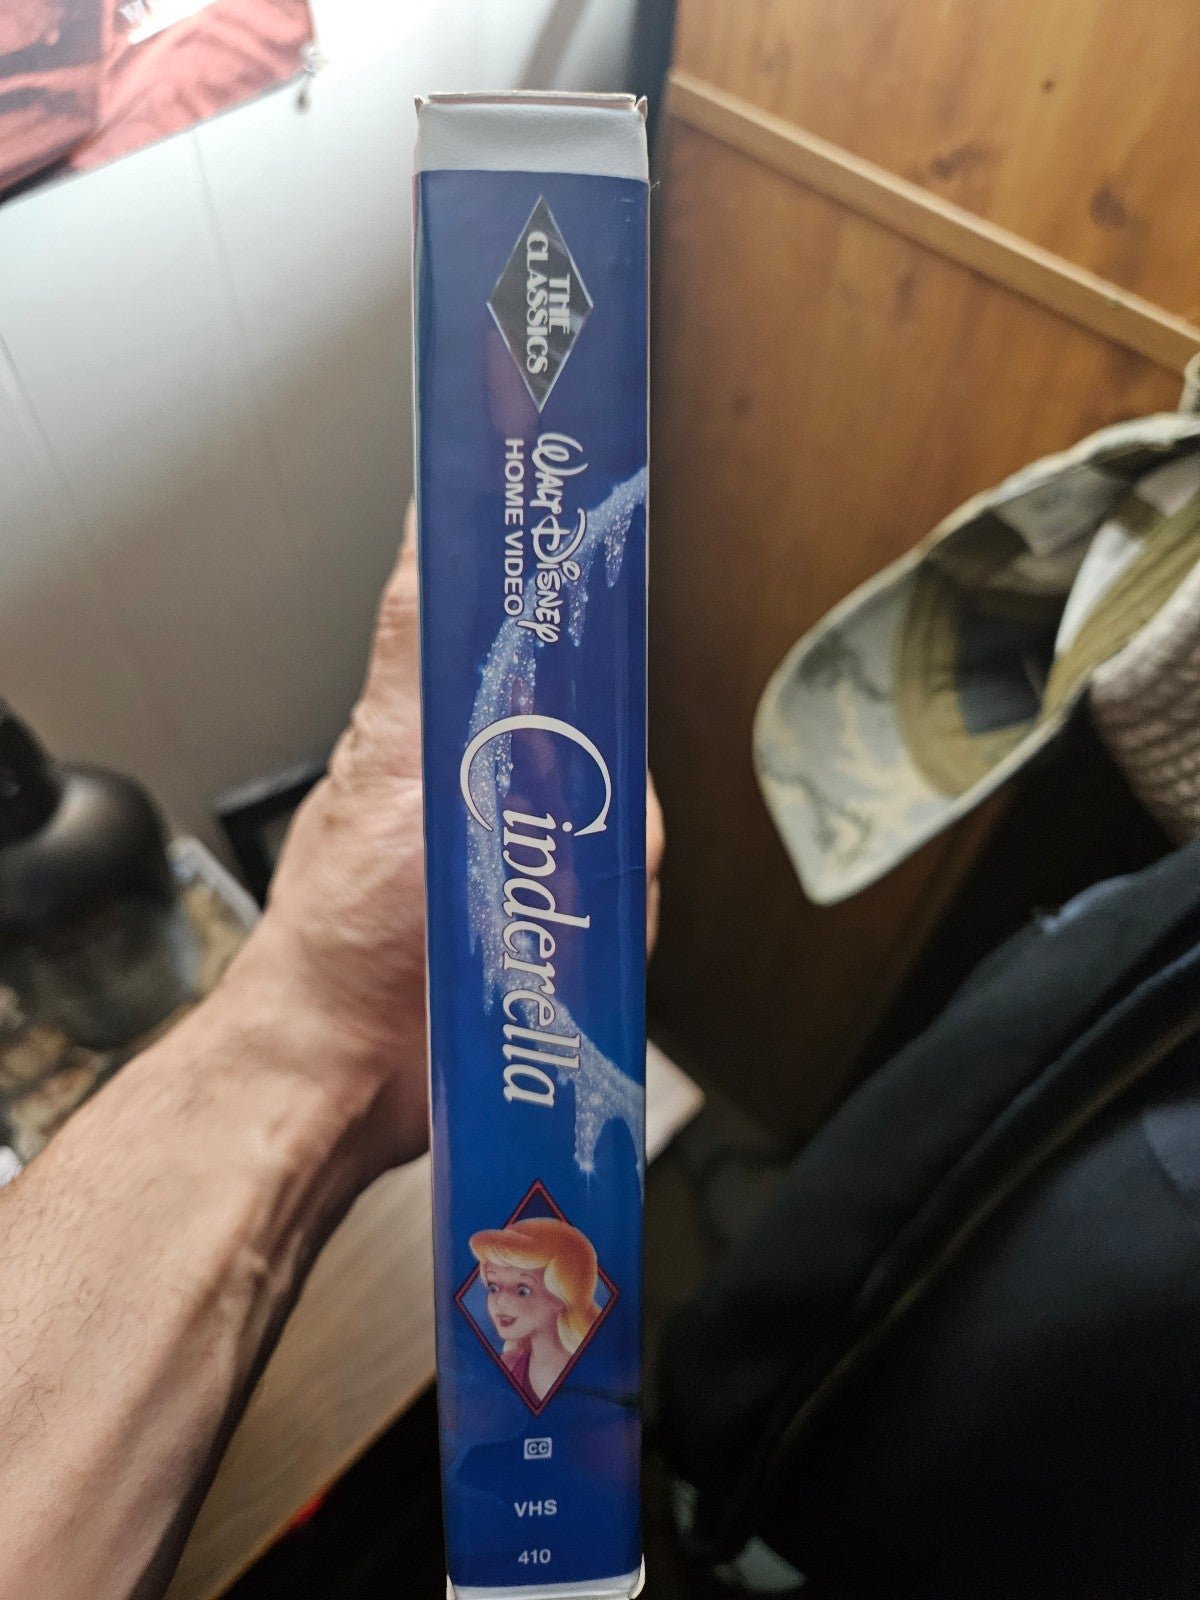 THE
CLASSICS
WALT DISNEY
HOME VIDEO
Cinderella
CC
VHS
410